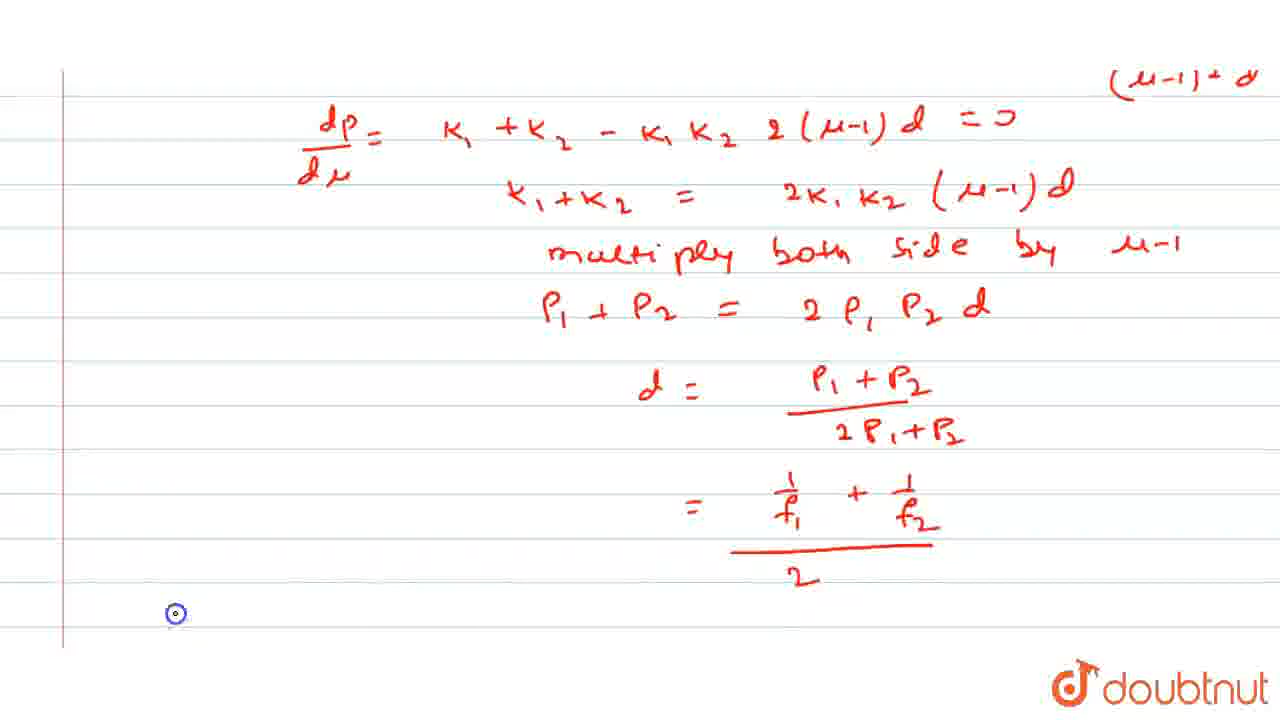 (μ-1)² d
dp/dμ = K₁ + K₂ - K₁ K₂ 2 (μ-1) d = 0
K₁ + K₂ = 2K₁ K₂ (μ-1) d
multiply both side by μ-1
P₁ + P₂ = 2 P₁ P₂ d
d = (P₁ + P₂) / (2 P₁ + P₂)
= (1/f₁ + 1/f₂) / 2
doubtnut